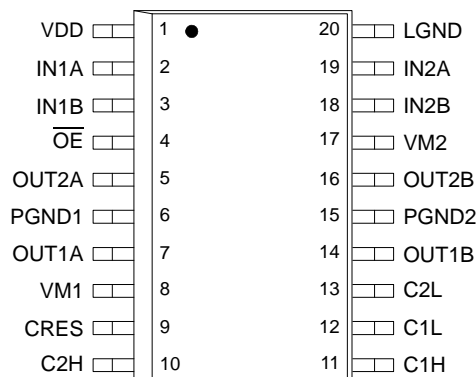 VDD 1 20 LGND
IN1A 2 19 IN2A
IN1B 3 18 IN2B
OE 4 17 VM2
OUT2A 5 16 OUT2B
PGND1 6 15 PGND2
OUT1A 7 14 OUT1B
VM1 8 13 C2L
CRES 9 12 C1L
C2H 10 11 C1H